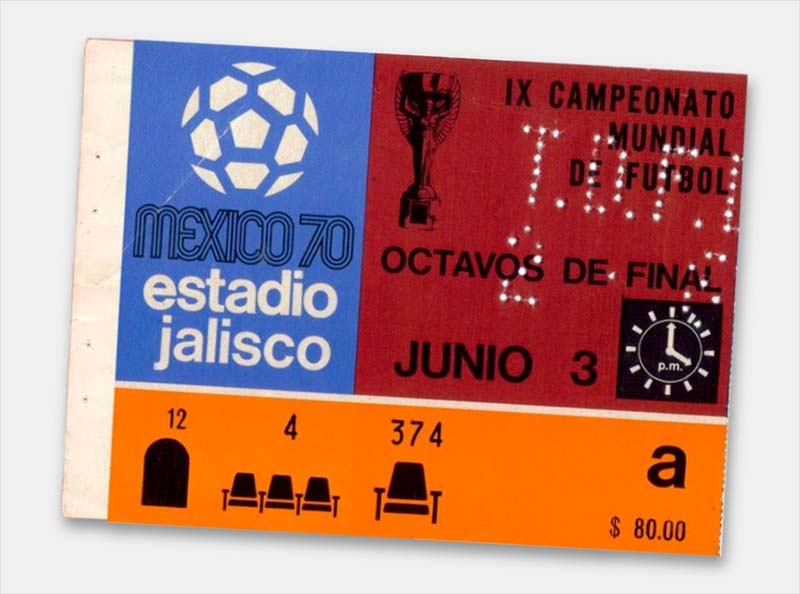 MEXICO 70
estadio
jalisco
IX CAMPEONATO
MUNDIAL
DE FUTBOL
OCTAVOS DE FINAL
JUNIO 3
p.m.
12
4
374
a
$ 80.00